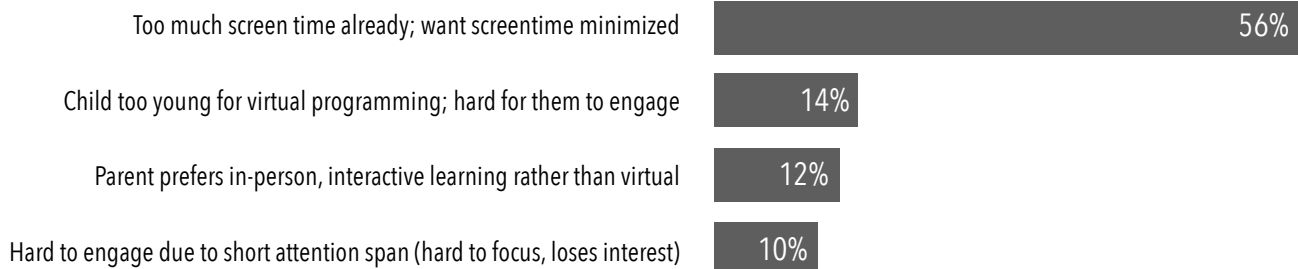 Too much screen time already; want screentime minimized 56%
Child too young for virtual programming; hard for them to engage 14%
Parent prefers in-person, interactive learning rather than virtual 12%
Hard to engage due to short attention span (hard to focus, loses interest) 10%